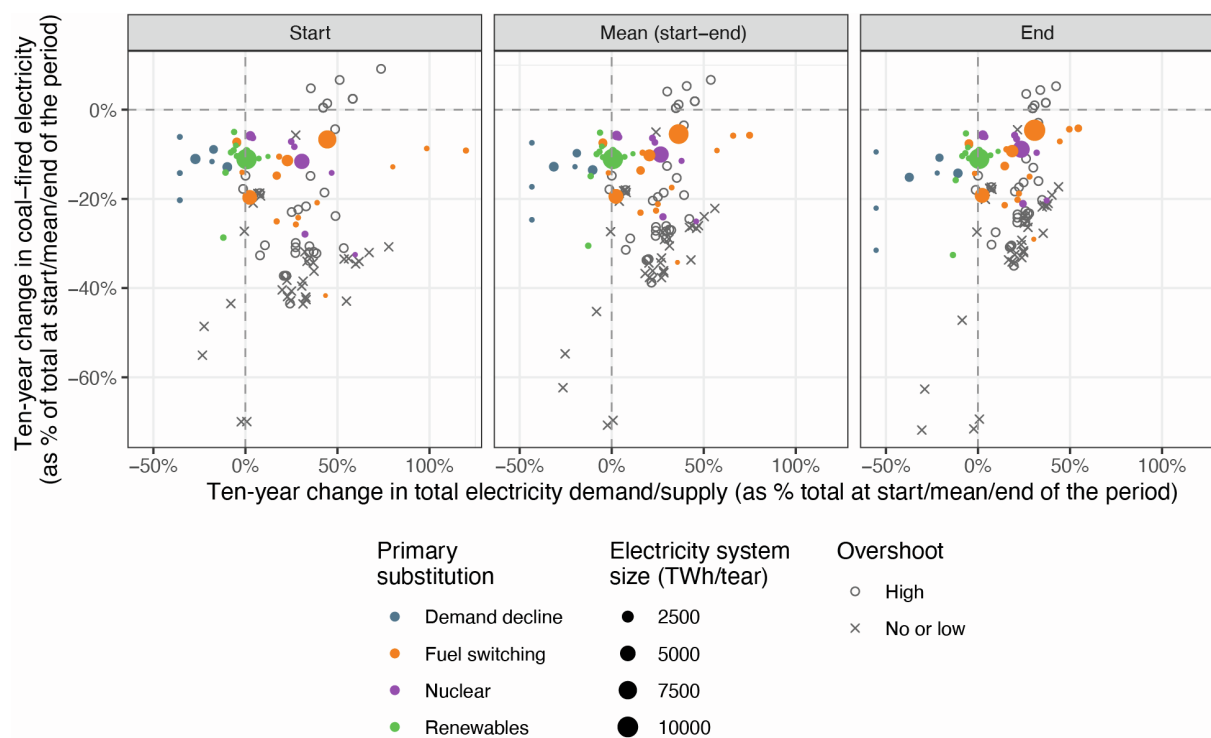 Start
Mean (start–end)
End
Ten-year change in coal–fired electricity
(as % of total at start/mean/end of the period)
0%
−20%
−40%
−60%
−50%
0%
50%
100%
−50%
0%
50%
100%
−50%
0%
50%
100%
Ten-year change in total electricity demand/supply (as % total at start/mean/end of the period)
Primary
substitution
Demand decline
Fuel switching
Nuclear
Renewables
Electricity system
size (TWh/tear)
2500
5000
7500
10000
Overshoot
High
No or low